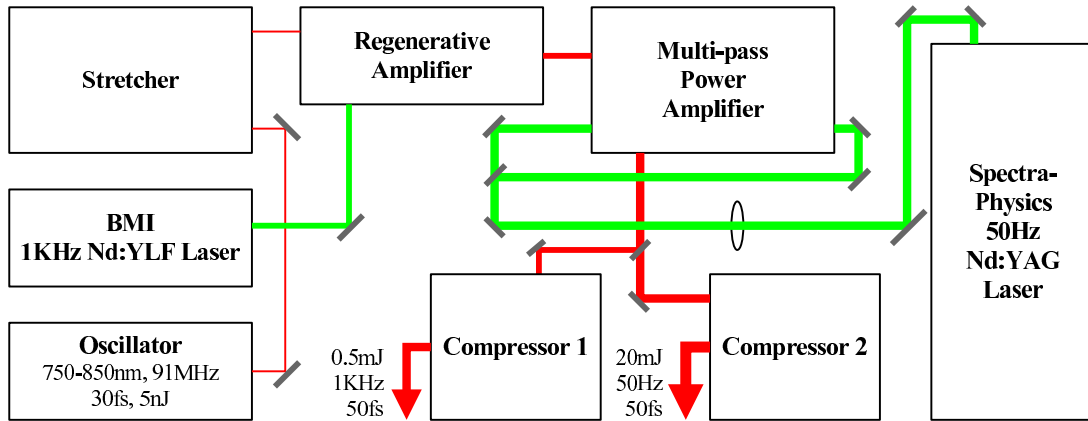 Stretcher
Regenerative
Amplifier
Multi-pass
Power
Amplifier
Spectra-
Physics
50Hz
Nd:YAG
Laser
BMI
1KHz Nd:YLF Laser
Oscillator
750-850nm, 91MHz
30fs, 5nJ
0.5mJ
1KHz
50fs
Compressor 1
20mJ
50Hz
50fs
Compressor 2